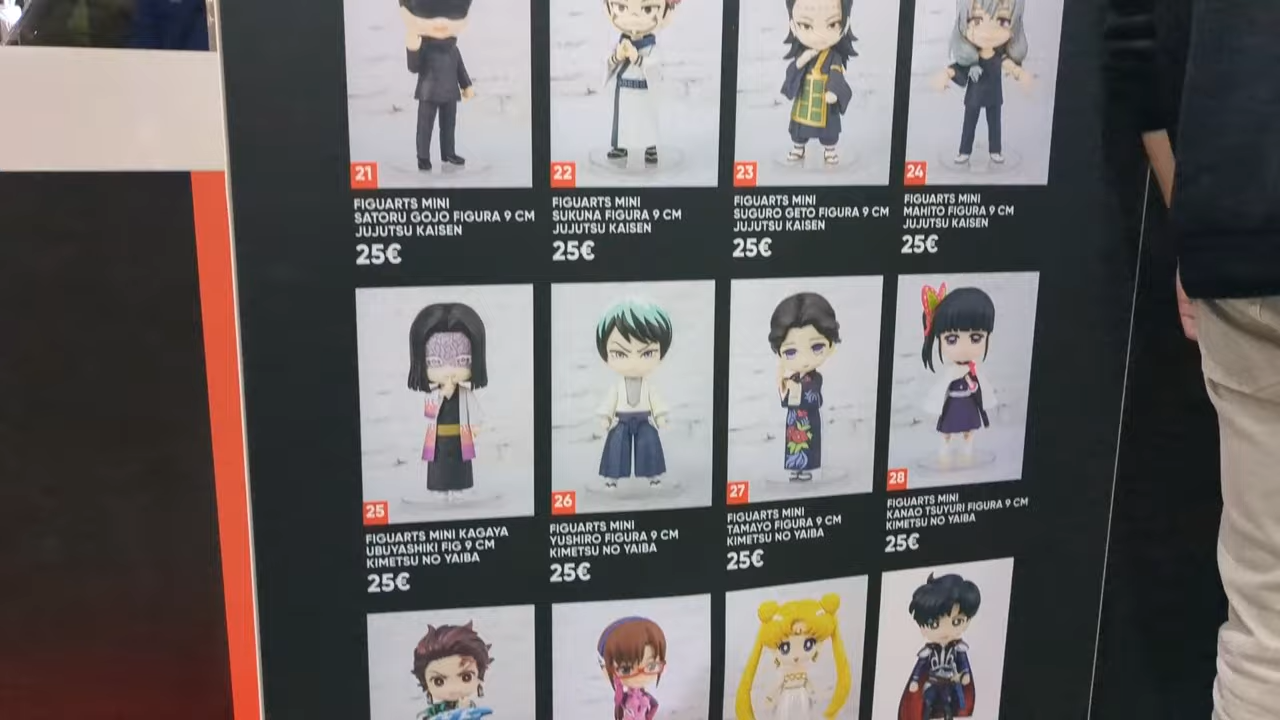 21
FIGUARTS MINI
SATORU GOJO FIGURA 9 CM
JUJUTSU KAISEN
25€
22
FIGUARTS MINI
SUKUNA FIGURA 9 CM
JUJUTSU KAISEN
25€
23
FIGUARTS MINI
SUGURO GETO FIGURA 9 CM
JUJUTSU KAISEN
25€
24
FIGUARTS MINI
MAHITO FIGURA 9 CM
JUJUTSU KAISEN
25€
25
FIGUARTS MINI KAGAYA
UBUYASHIKI FIG 9 CM
KIMETSU NO YAIBA
25€
26
FIGUARTS MINI
YUSHIRO FIGURA 9 CM
KIMETSU NO YAIBA
25€
27
FIGUARTS MINI
TAMAYO FIGURA 9 CM
KIMETSU NO YAIBA
25€
28
FIGUARTS MINI
KANAO TSUYURI FIGURA 9 CM
KIMETSU NO YAIBA
25€